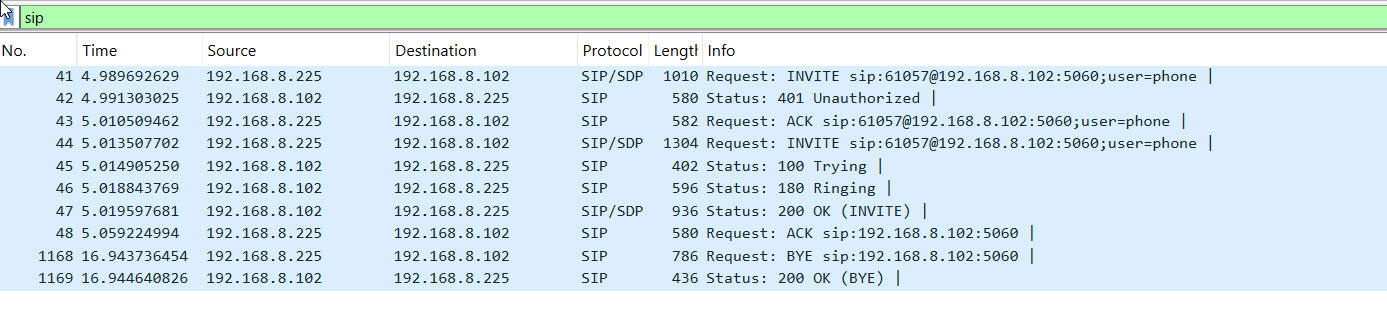 sip
No. Time Source Destination Protocol Length Info
41 4.989692629 192.168.8.225 192.168.8.102 SIP/SDP 1010 Request: INVITE sip:61057@192.168.8.102:5060;user=phone |
42 4.991303025 192.168.8.102 192.168.8.225 SIP 580 Status: 401 Unauthorized |
43 5.010509462 192.168.8.225 192.168.8.102 SIP 582 Request: ACK sip:61057@192.168.8.102:5060;user=phone |
44 5.013507702 192.168.8.225 192.168.8.102 SIP/SDP 1304 Request: INVITE sip:61057@192.168.8.102:5060;user=phone |
45 5.014905250 192.168.8.102 192.168.8.225 SIP 402 Status: 100 Trying |
46 5.018843769 192.168.8.102 192.168.8.225 SIP 596 Status: 180 Ringing |
47 5.019597681 192.168.8.102 192.168.8.225 SIP/SDP 936 Status: 200 OK (INVITE) |
48 5.059224994 192.168.8.225 192.168.8.102 SIP 580 Request: ACK sip:192.168.8.102:5060 |
1168 16.943736454 192.168.8.225 192.168.8.102 SIP 786 Request: BYE sip:192.168.8.102:5060 |
1169 16.944640826 192.168.8.102 192.168.8.225 SIP 436 Status: 200 OK (BYE) |